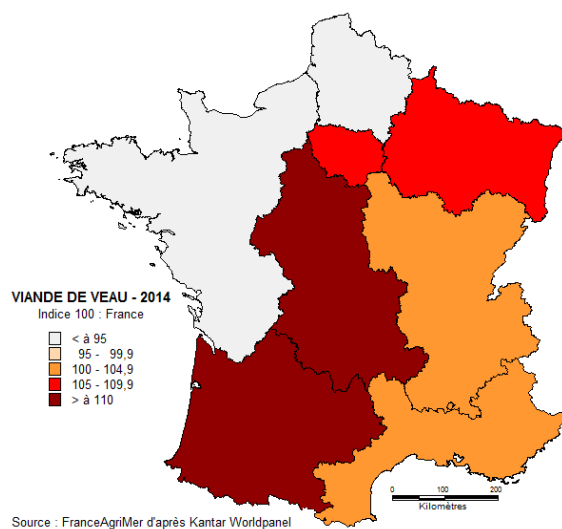 VIANDE DE VEAU - 2014
Indice 100 : France
< à 95
95 - 99,9
100 - 104,9
105 - 109,9
> à 110
0 100 200
Kilomètres
Source : FranceAgriMer d'après Kantar Worldpanel